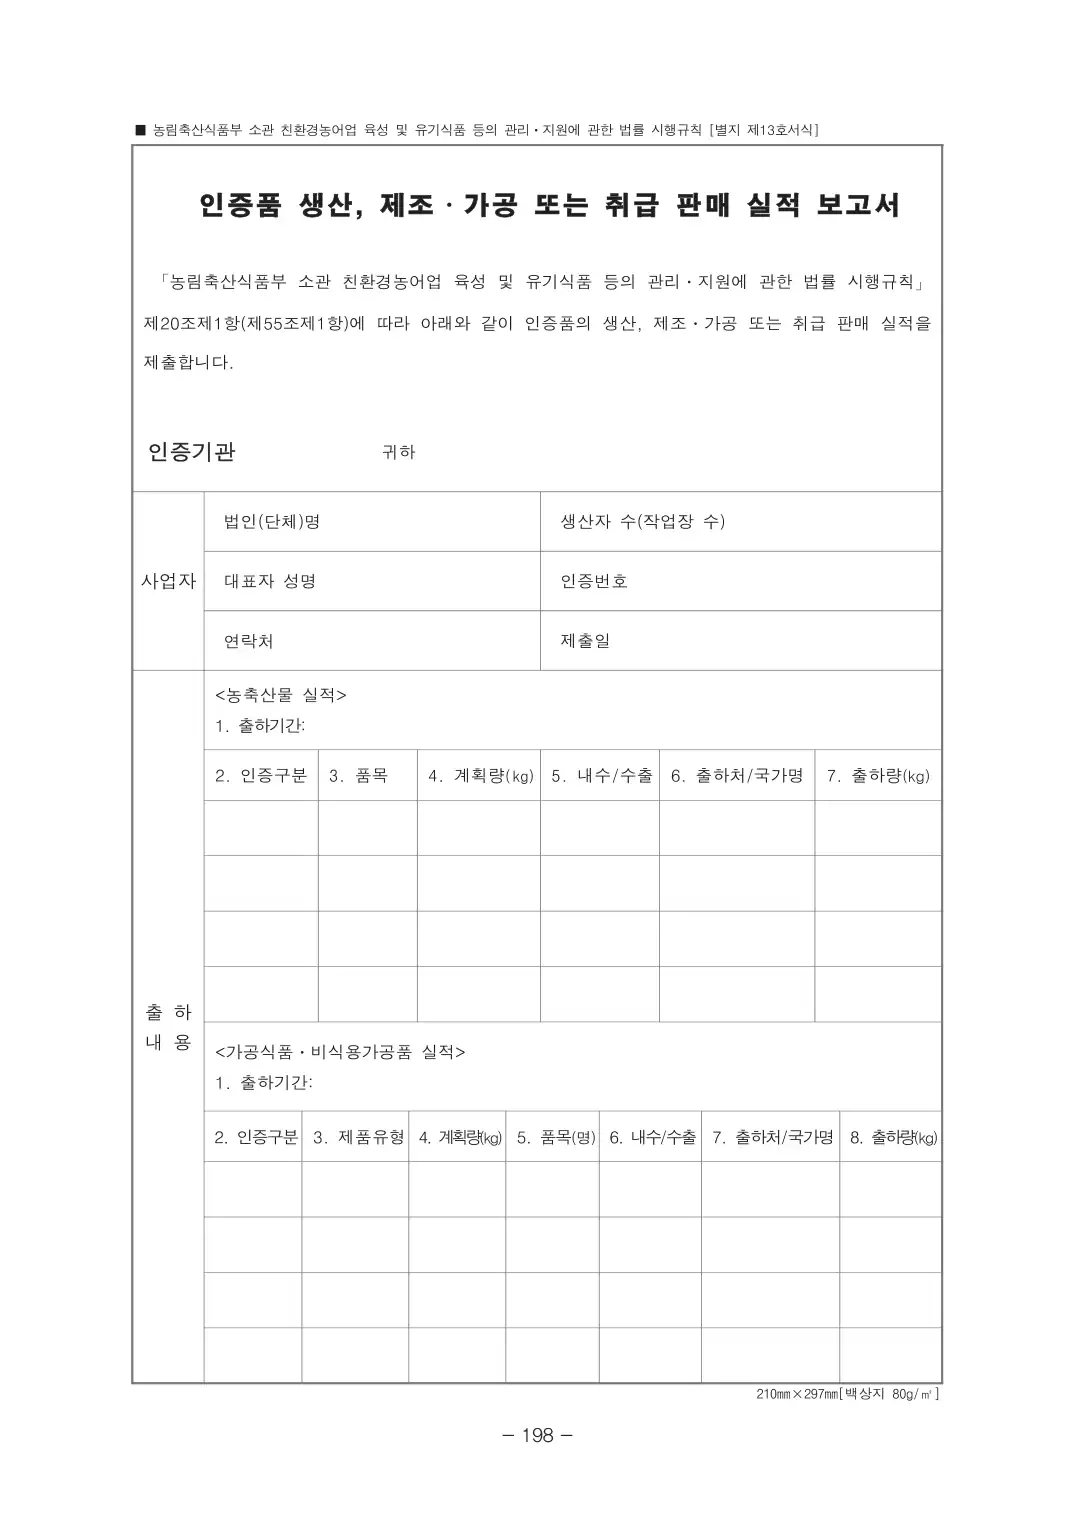 ■ 농림축산식품부 소관 친환경농어업 육성 및 유기식품 등의 관리ㆍ지원에 관한 법률 시행규칙 [별지 제13호서식]
인증품 생산, 제조ㆍ가공 또는 취급 판매 실적 보고서
「농림축산식품부 소관 친환경농어업 육성 및 유기식품 등의 관리ㆍ지원에 관한 법률 시행규칙」
제20조제1항(제55조제1항)에 따라 아래와 같이 인증품의 생산, 제조ㆍ가공 또는 취급 판매 실적을
제출합니다.
인증기관 귀하
법인(단체)명 생산자 수(작업장 수)
사업자 대표자 성명 인증번호
연락처 제출일
<농축산물 실적>
1. 출하기간:
2. 인증구분 3. 품목 4. 계획량(㎏) 5. 내수/수출 6. 출하처/국가명 7. 출하량(㎏)
출 하
내 용
<가공식품ㆍ비식용가공품 실적>
1. 출하기간:
2. 인증구분 3. 제품유형 4. 계획량(㎏) 5. 품목(명) 6. 내수/수출 7. 출하처/국가명 8. 출하량(㎏)
210㎜×297㎜[백상지 80g/㎡]
- 198 -